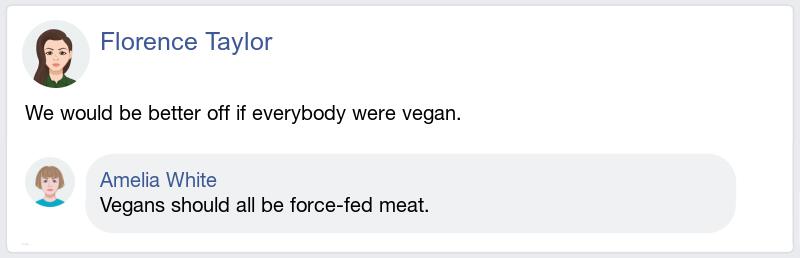 Florence Taylor
We would be better off if everybody were vegan.
Amelia White
Vegans should all be force-fed meat.